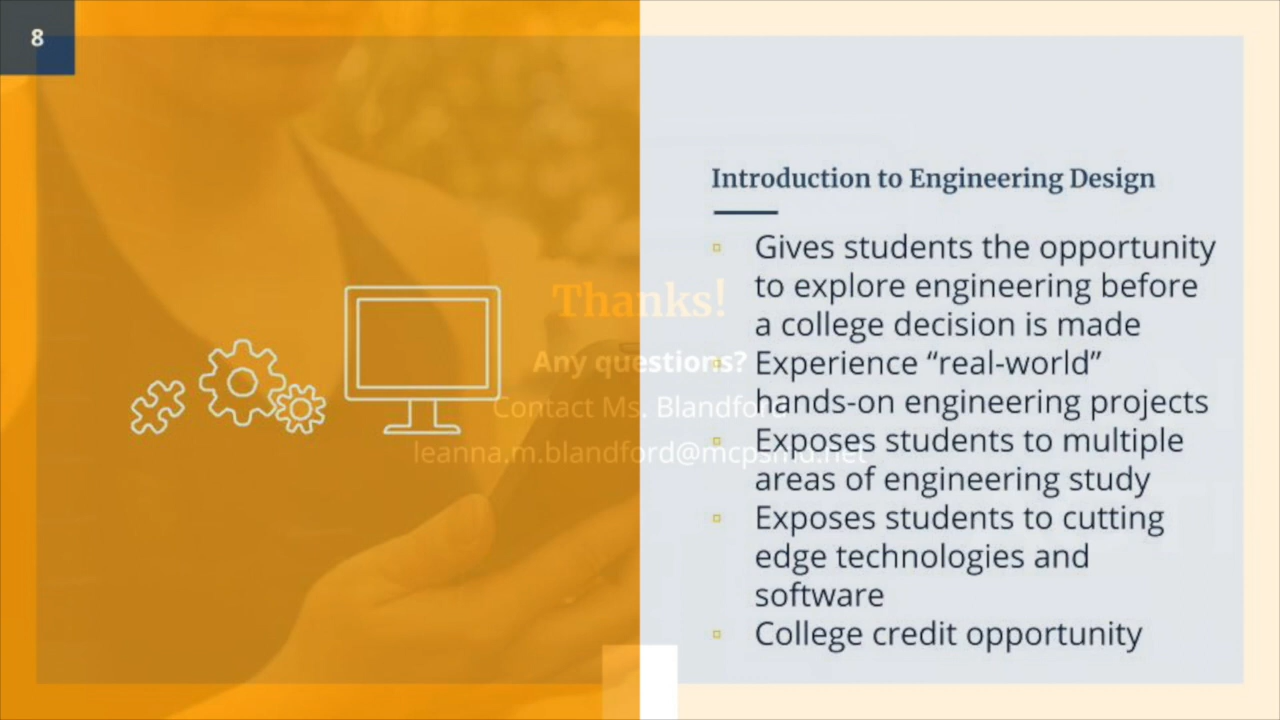 8
Introduction to Engineering Design
▫ Gives students the opportunity
to explore engineering before
a college decision is made
▫ Experience “real-world”
hands-on engineering projects
▫ Exposes students to multiple
areas of engineering study
▫ Exposes students to cutting
edge technologies and
software
▫ College credit opportunity
Thanks!
Any questions?
Contact Ms. Blandford
leanna.m.blandford@mcpsmd.net